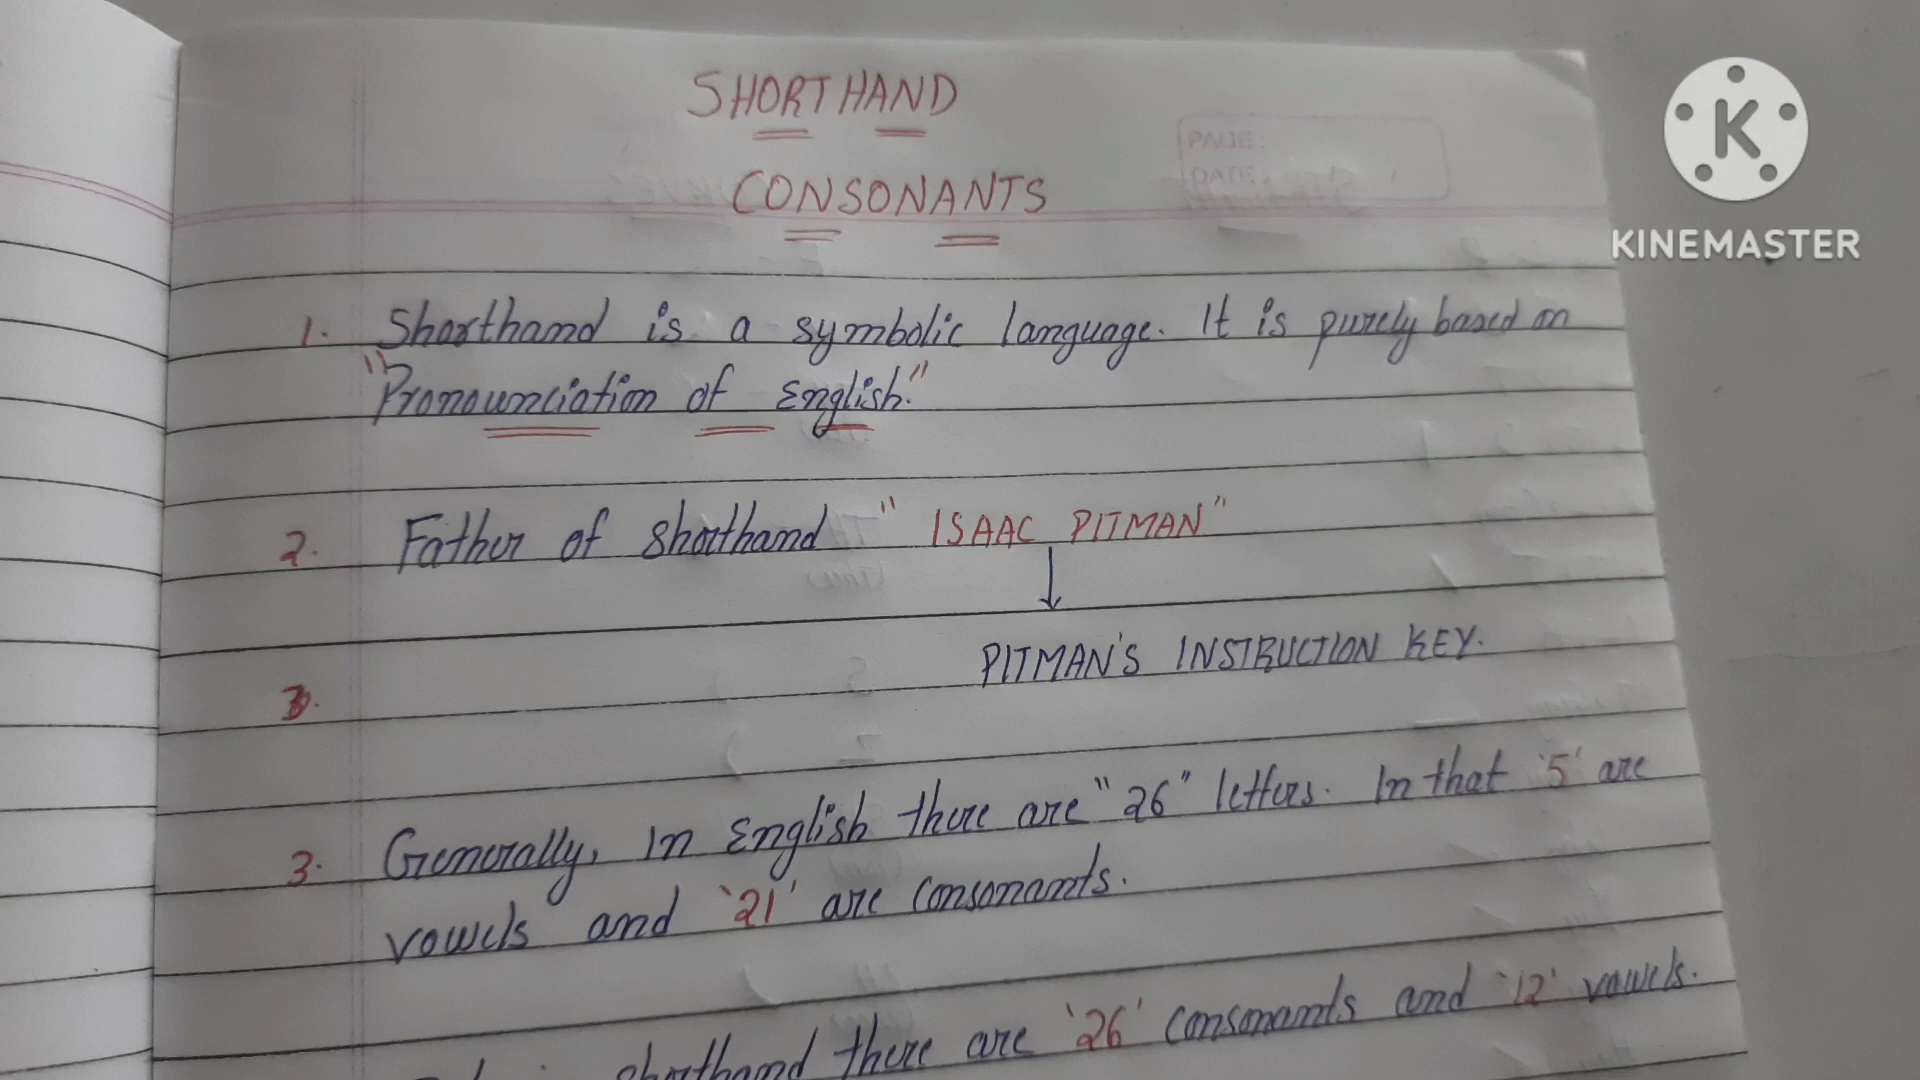 SHORTHAND
CONSONANTS
PAGE:
DATE:
KINEMASTER
1. Shorthand is a symbolic language. It is purely based on
"Pronounciation of English."
2. Father of Shorthand "ISAAC PITMAN"
↓
PITMAN'S INSTRUCTION KEY.
3.
3. Generally, in English there are "26" letters. In that '5' are
vowels and '21' are consonants.
shorthand there are '26' consonants and '12' vowels.